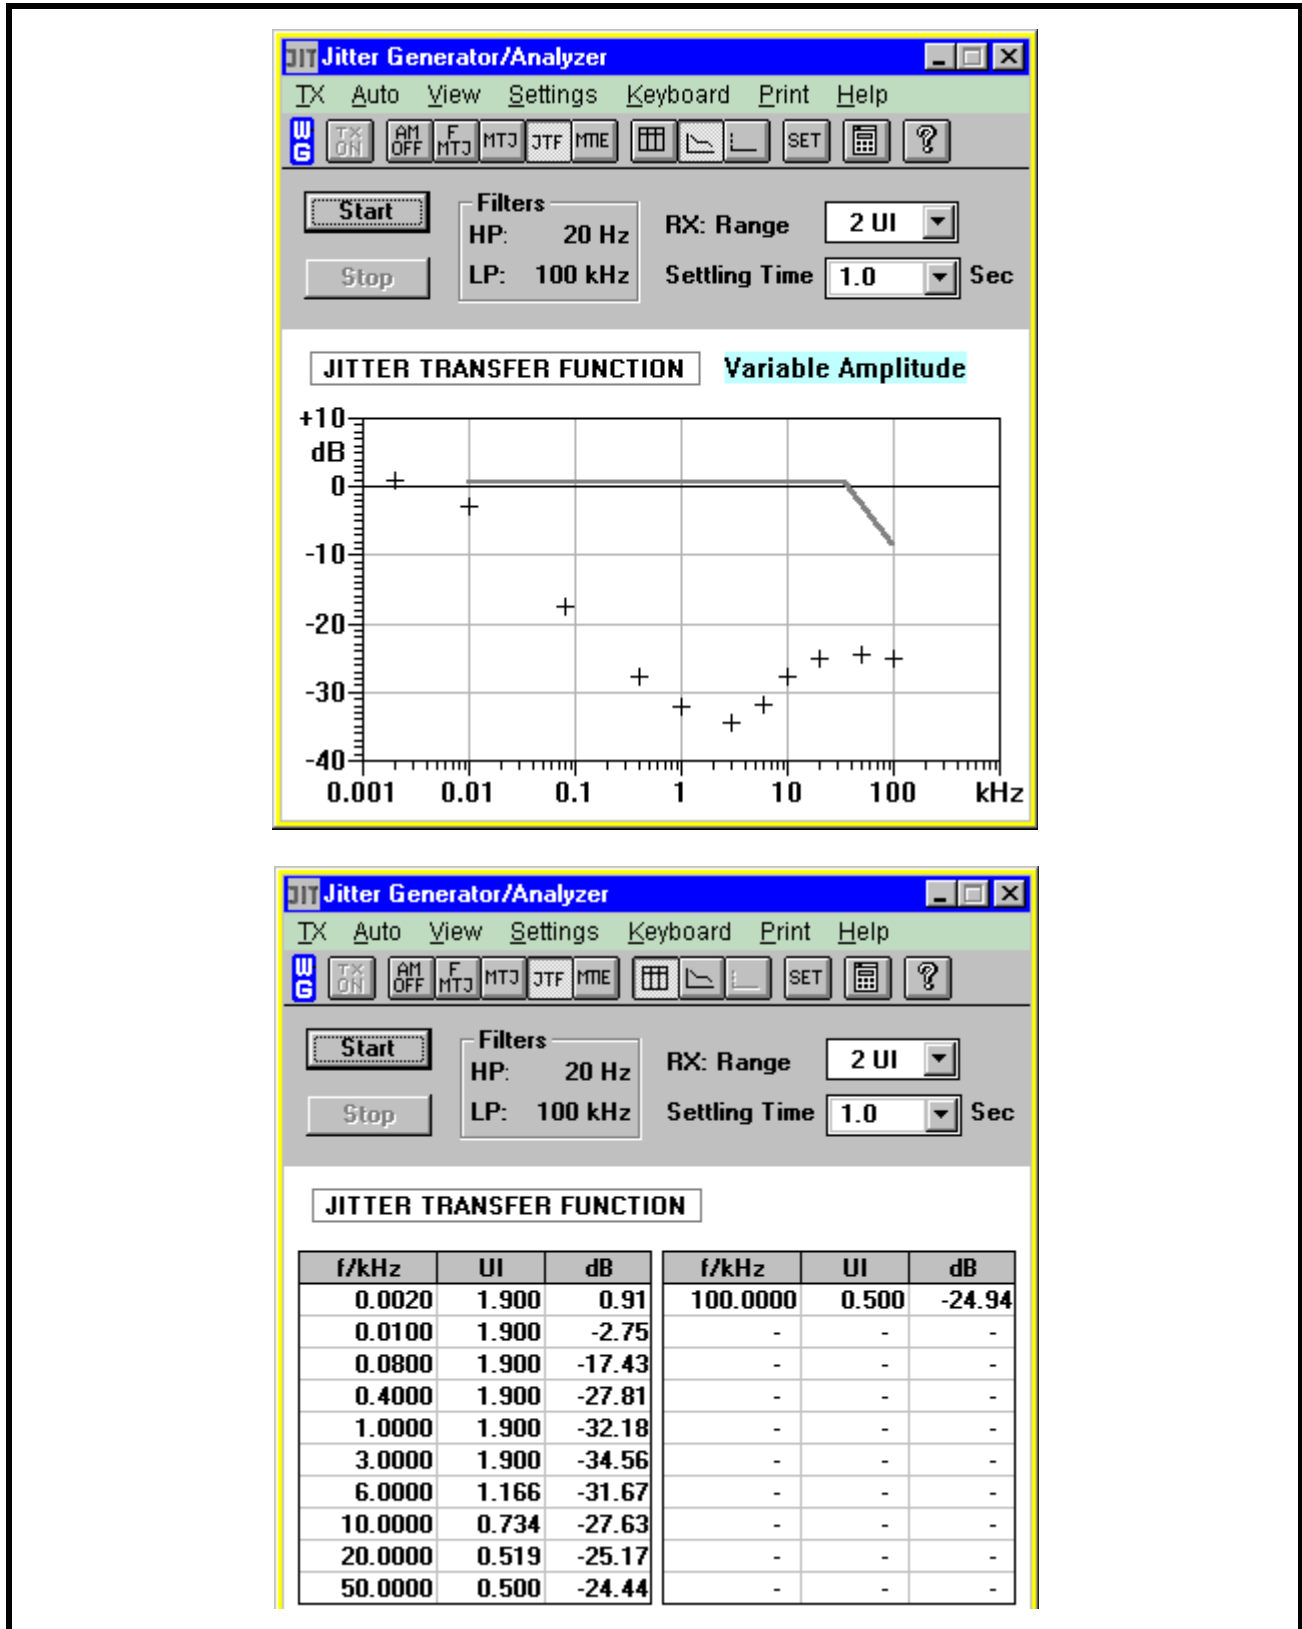 JIT Jitter Generator/Analyzer
TX Auto View Settings Keyboard Print Help
WG TX ON AM OFF F MTJ MTJ JTF MTIE SET ?
Start
Stop
Filters
HP: 20 Hz
LP: 100 kHz
RX: Range 2 UI
Settling Time 1.0 Sec
JITTER TRANSFER FUNCTION Variable Amplitude
+10
dB
0
-10
-20
-30
-40
0.001 0.01 0.1 1 10 100 kHz
JIT Jitter Generator/Analyzer
TX Auto View Settings Keyboard Print Help
WG TX ON AM OFF F MTJ MTJ JTF MTIE SET ?
Start
Stop
Filters
HP: 20 Hz
LP: 100 kHz
RX: Range 2 UI
Settling Time 1.0 Sec
JITTER TRANSFER FUNCTION
f/kHz UI dB f/kHz UI dB
0.0020 1.900 0.91 100.0000 0.500 -24.94
0.0100 1.900 -2.75 - - -
0.0800 1.900 -17.43 - - -
0.4000 1.900 -27.81 - - -
1.0000 1.900 -32.18 - - -
3.0000 1.900 -34.56 - - -
6.0000 1.166 -31.67 - - -
10.0000 0.734 -27.63 - - -
20.0000 0.519 -25.17 - - -
50.0000 0.500 -24.44 - - -